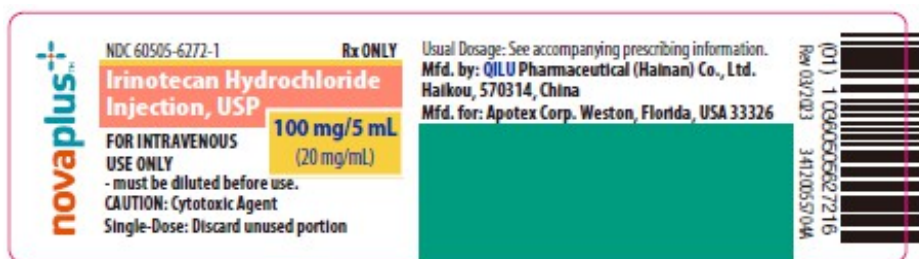 novaplus
NDC 60505-6272-1 Rx ONLY
Irinotecan Hydrochloride
Injection, USP
100 mg/5 mL
(20 mg/mL)
FOR INTRAVENOUS
USE ONLY
- must be diluted before use.
CAUTION: Cytotoxic Agent
Single-Dose: Discard unused portion
Usual Dosage: See accompanying prescribing information.
Mfd. by: QILU Pharmaceutical (Hainan) Co., Ltd.
Haikou, 570314, China
Mfd. for: Apotex Corp. Weston, Florida, USA 33326
(01) 1 0360505627216
Rev 03/2023 34120055704A